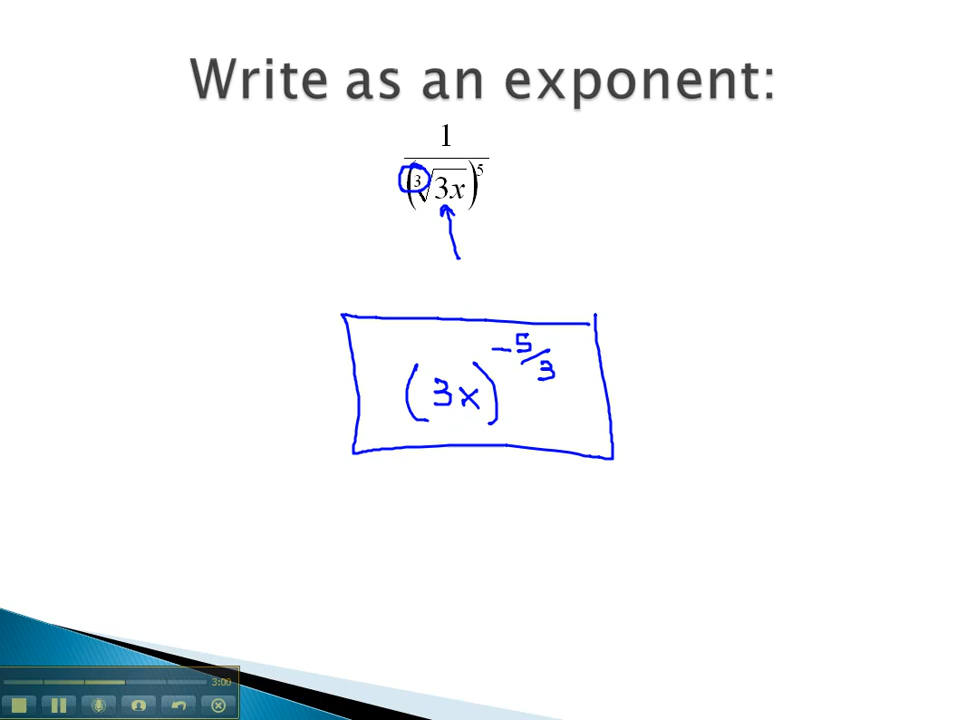 Write as an exponent:
1
(∛3x)^5
(3x)^-5/3
3:00